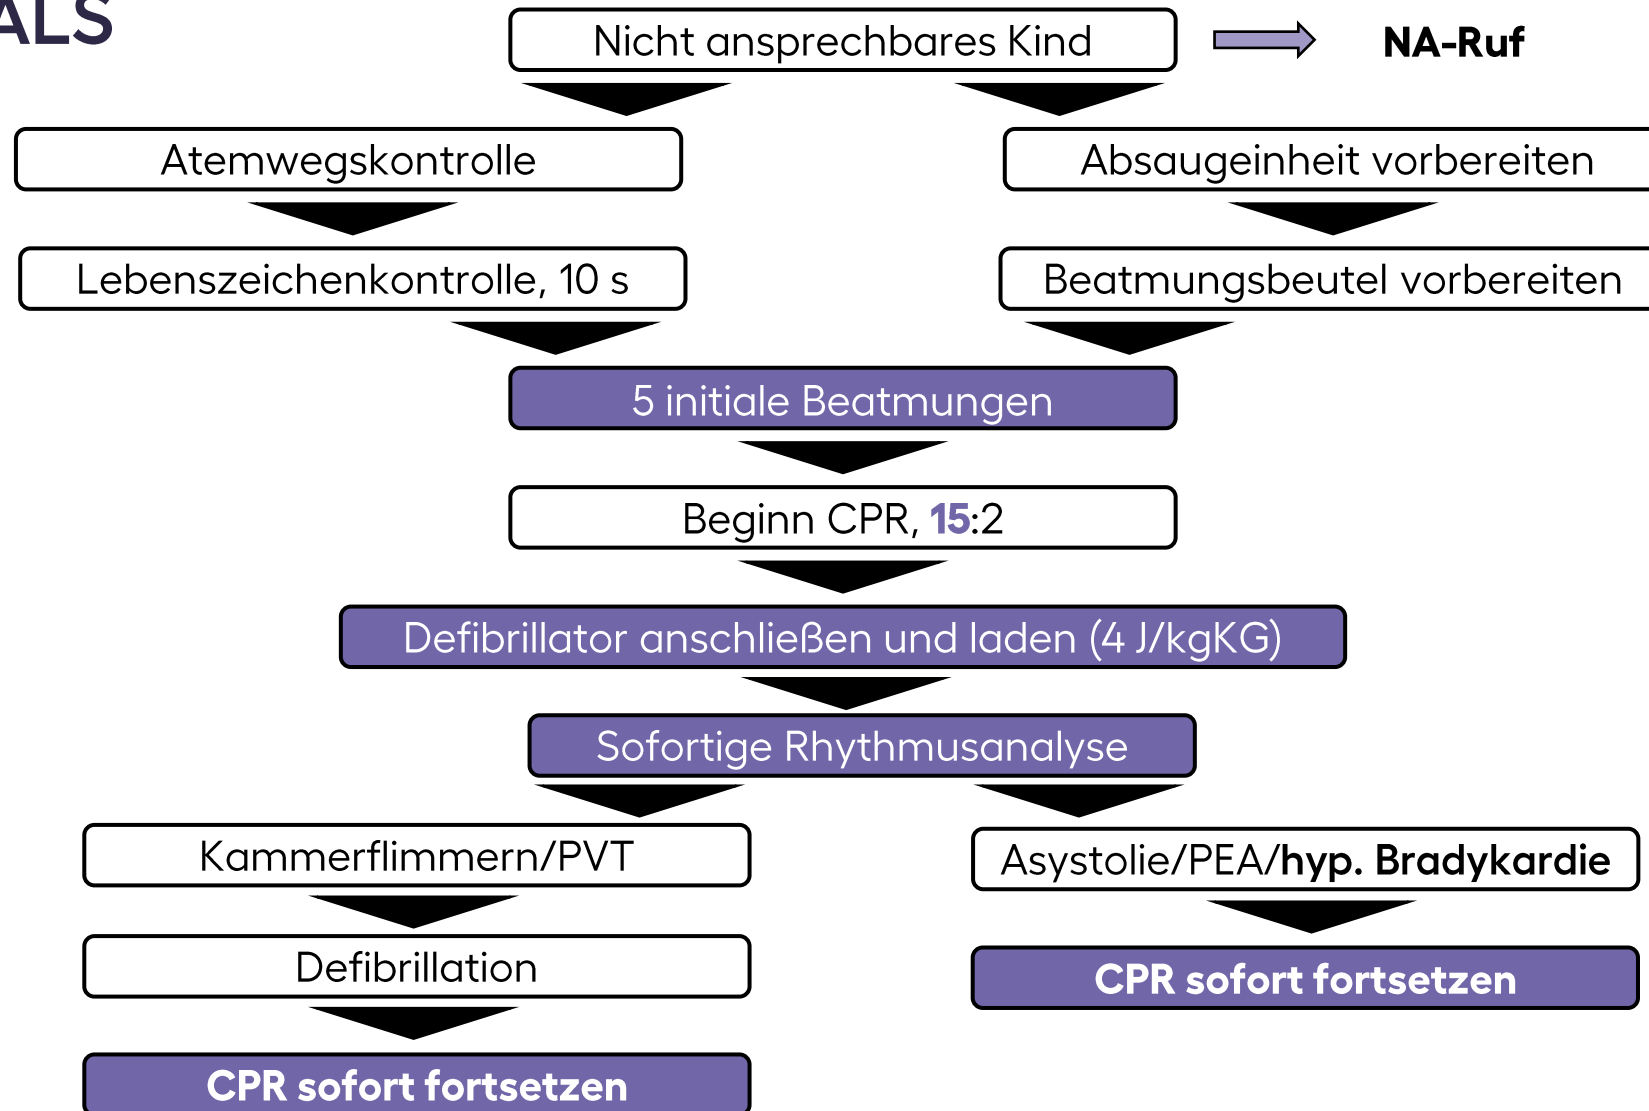 ALS
Nicht ansprechbares Kind
NA-Ruf
Atemwegskontrolle
Absaugeinheit vorbereiten
Lebenszeichenkontrolle, 10 s
Beatmungsbeutel vorbereiten
5 initiale Beatmungen
Beginn CPR, 15:2
Defibrillator anschließen und laden (4 J/kgKG)
Sofortige Rhythmusanalyse
Kammerflimmern/PVT
Asystolie/PEA/hyp. Bradykardie
Defibrillation
CPR sofort fortsetzen
CPR sofort fortsetzen